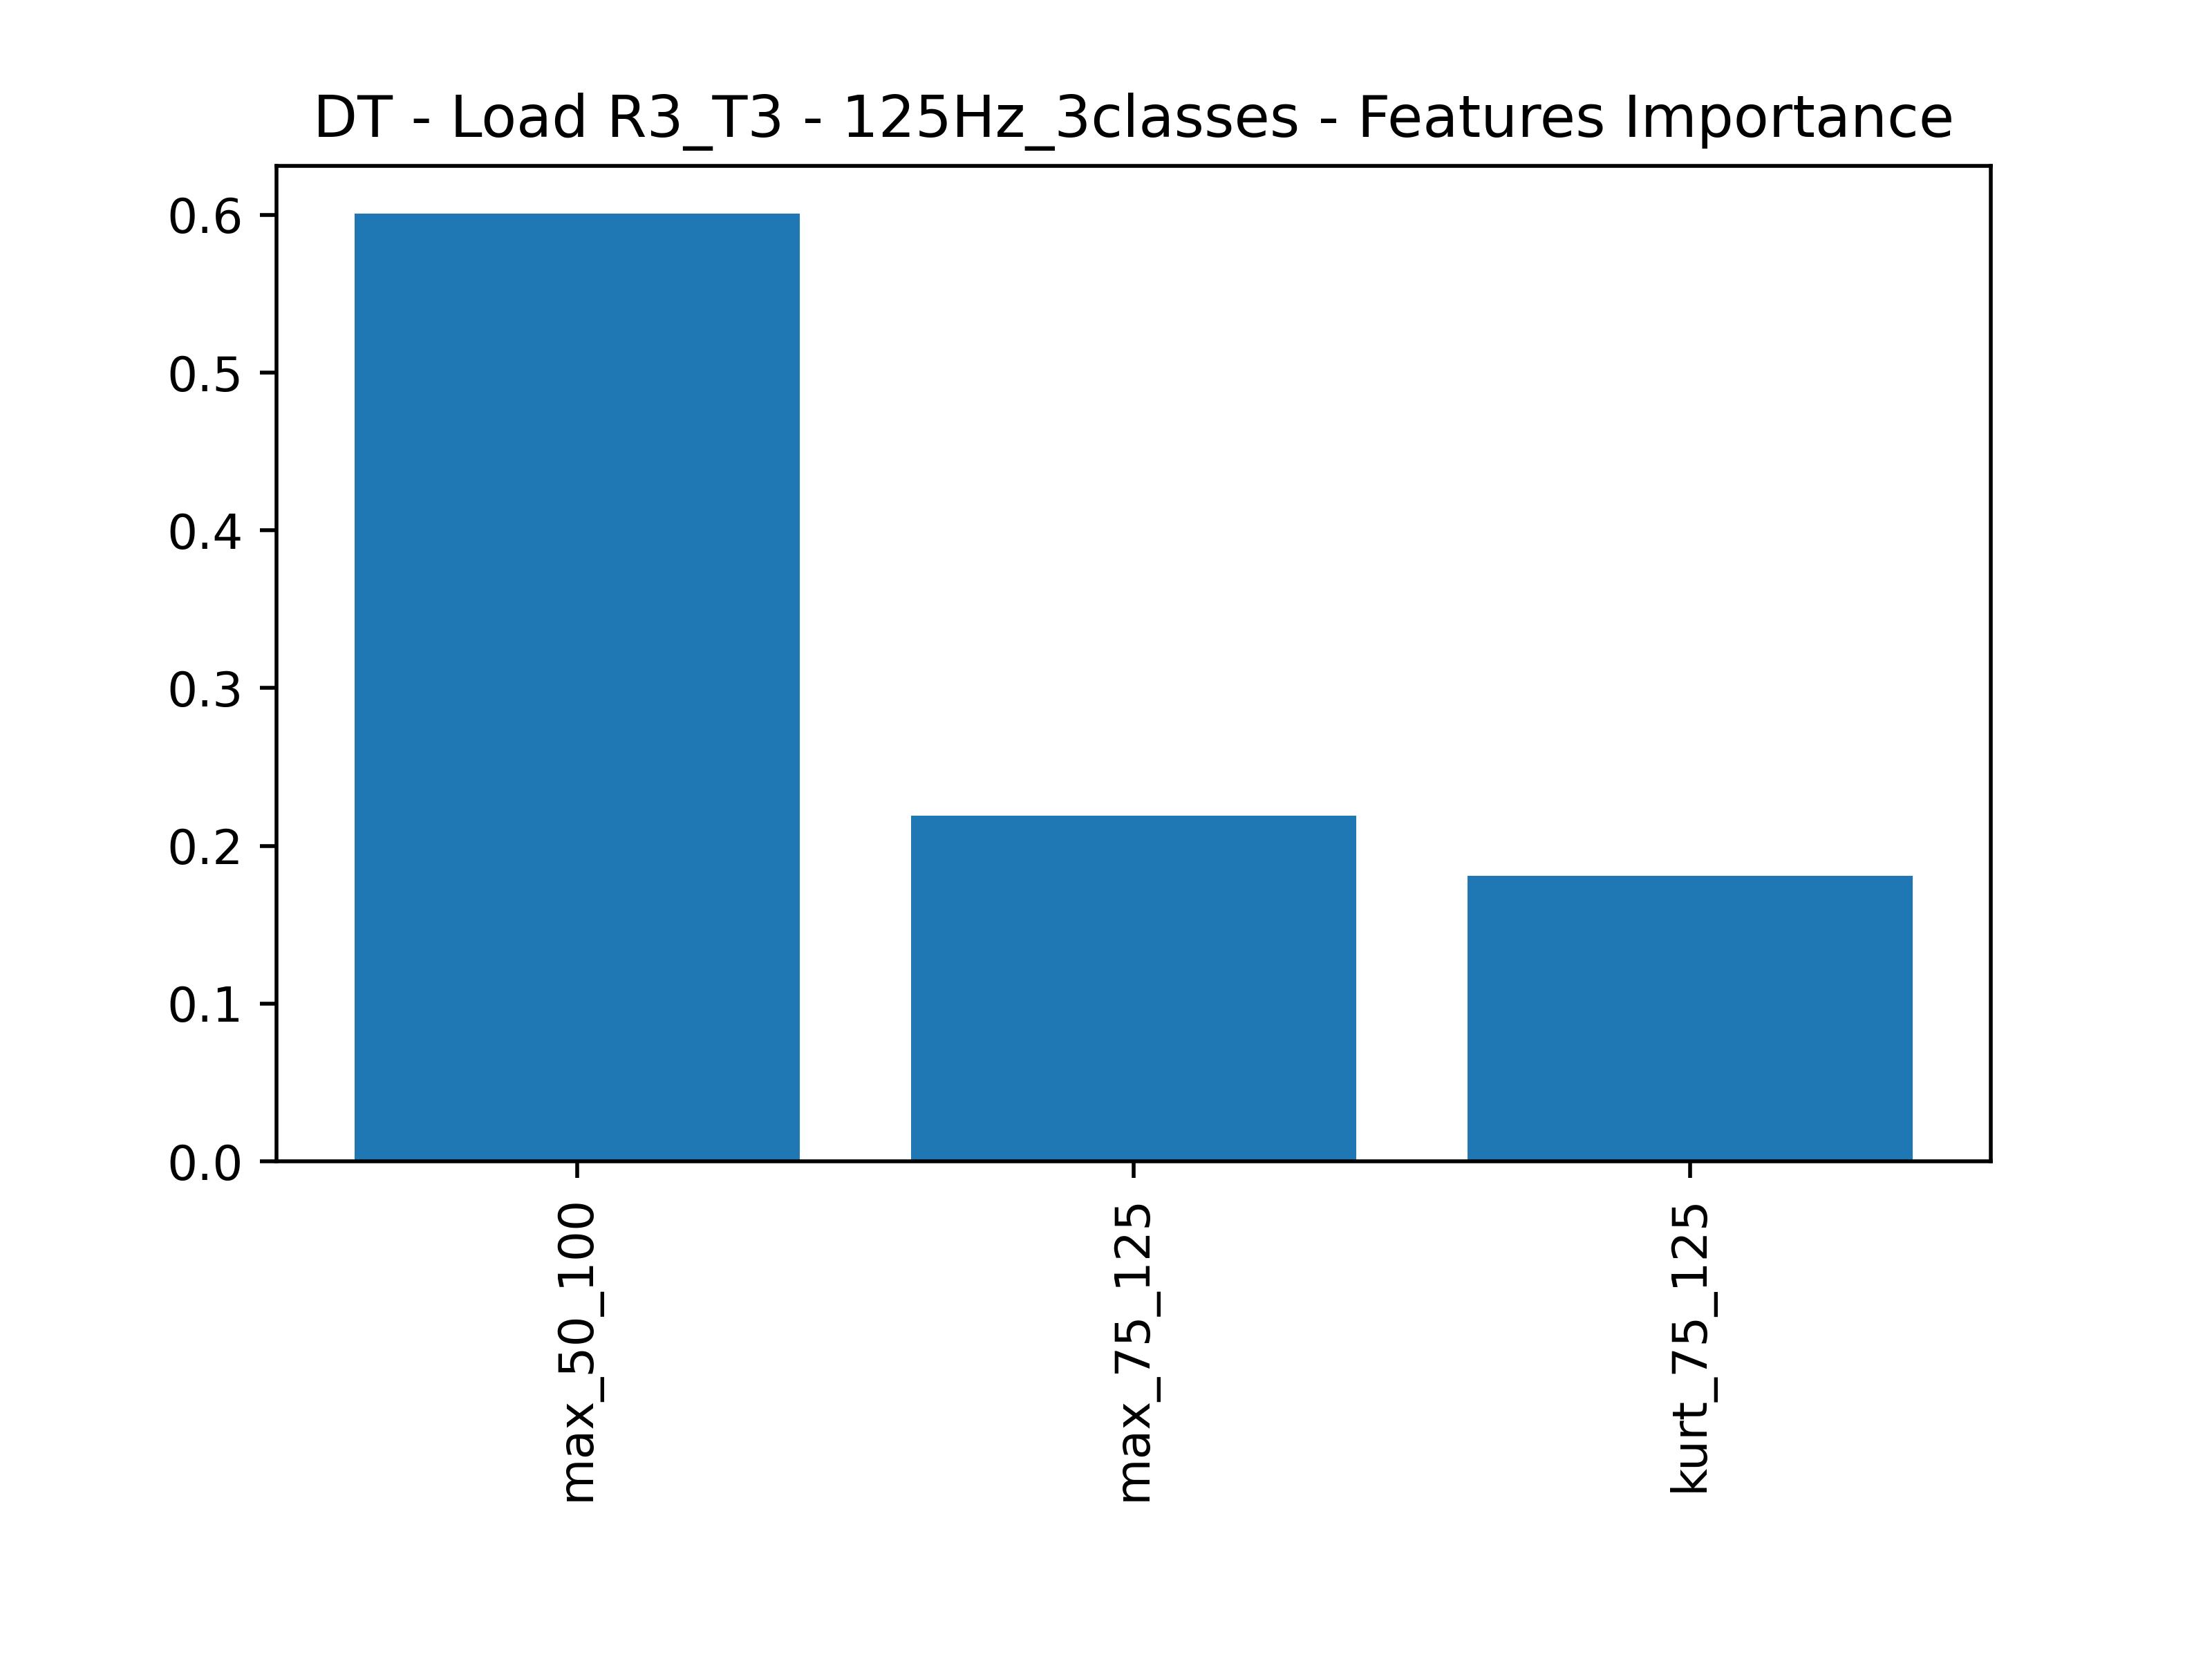 DT - Load R3_T3 - 125Hz_3classes - Features Importance
0.6
0.5
0.4
0.3
0.2
0.1
0.0
max_50_100
max_75_125
kurt_75_125